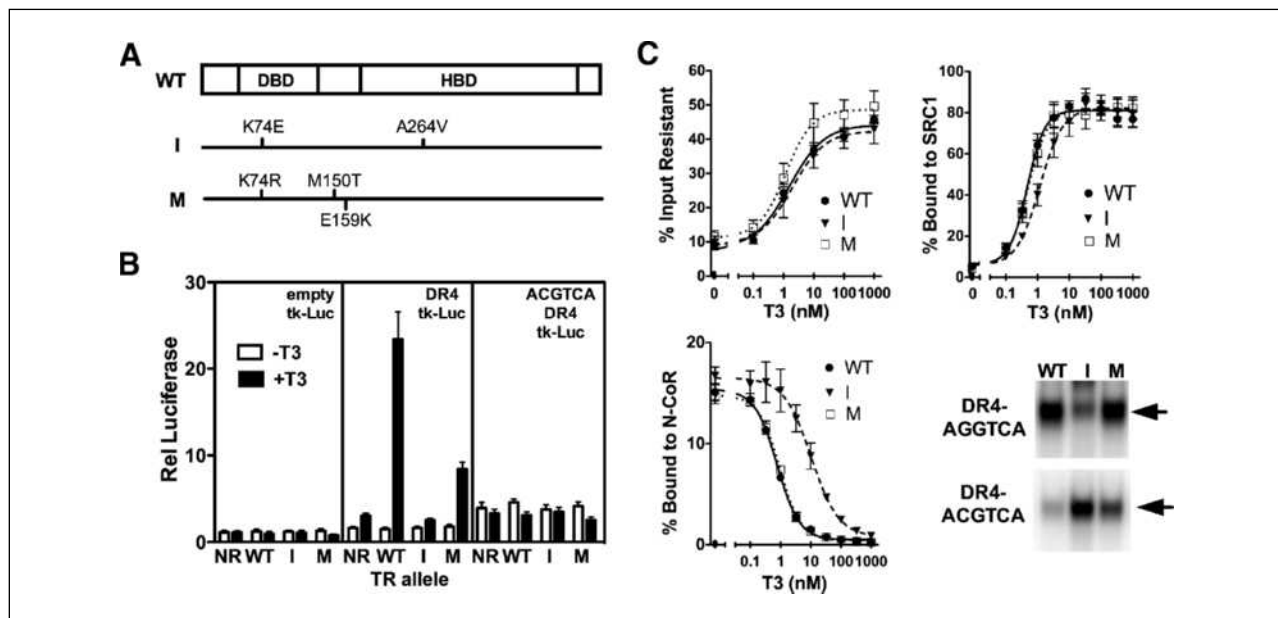 A
WT
DBD
HBD
K74E
A264V
I
K74R
M150T
M
E159K
B
Rel Luciferase
30
20
10
0
empty
tk-Luc
DR4
tk-Luc
ACGTCA
DR4
tk-Luc
-T3
+T3
NR WT I M NR WT I M NR WT I M
TR allele
C
% Input Resistant
60
50
40
30
20
10
0
WT
I
M
0 0.1 1 10 100 1000
T3 (nM)
% Bound to SRC1
100
80
60
40
20
0
WT
I
M
0 0.1 1 10 100 1000
T3 (nM)
% Bound to N-CoR
20
15
10
5
0
WT
I
M
0.1 1 10 100 1000
T3 (nM)
WT I M
DR4-
AGGTCA
DR4-
ACGTCA